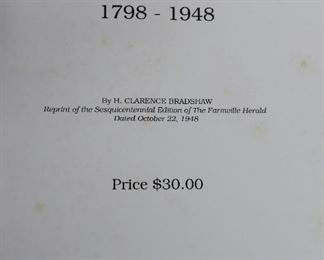 1798 - 1948
By H. CLARENCE BRADSHAW
Reprint of the Sesquicentennial Edition of The Farmville Herald
Dated October 22, 1948
Price $30.00